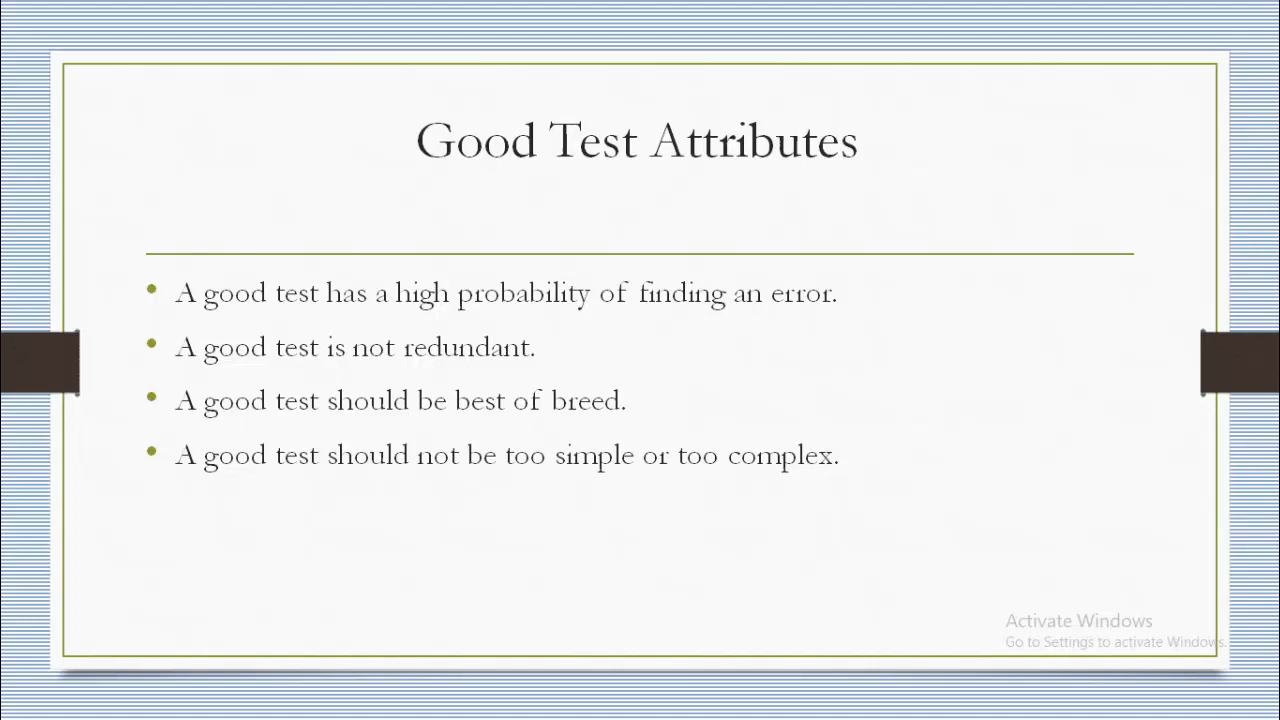 Good Test Attributes
• A good test has a high probability of finding an error.
• A good test is not redundant.
• A good test should be best of breed.
• A good test should not be too simple or too complex.
Activate Windows
Go to Settings to activate Windows.